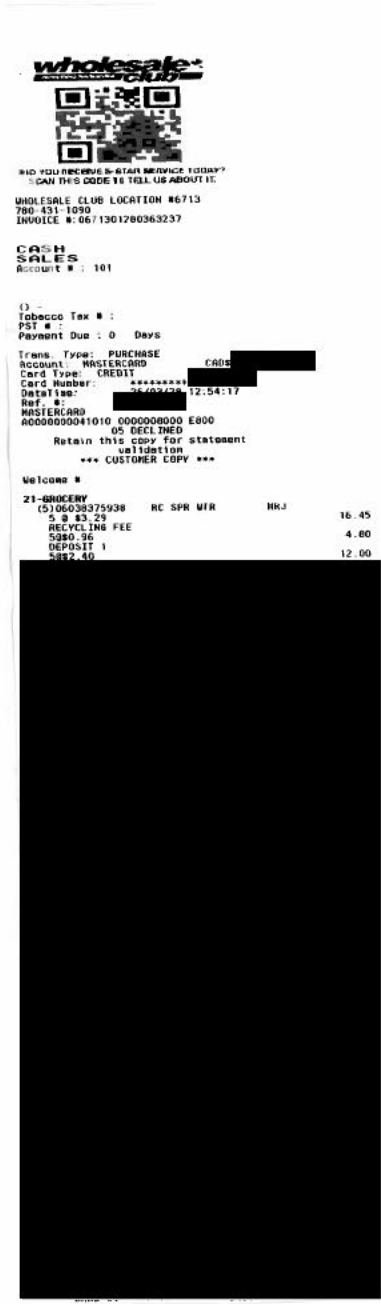 wholesale
club
DID YOU RECEIVE 5-STAR SERVICE TODAY?
SCAN THIS CODE TO TELL US ABOUT IT.
WHOLESALE CLUB LOCATION #6713
780-431-1090
INVOICE #:0671301280363237
CASH
SALES
Account # : 101
() -
Tobacco Tax # :
PST # :
Payment Due : 0 Days
Trans. Type: PURCHASE
Account: MASTERCARD CAD$
Card Type: CREDIT
Card Number: ********
DateTime: 12:54:17
Ref. #:
MASTERCARD
A0000000041010 0000008000 E800
05 DECLINED
Retain this copy for statement
validation
*** CUSTOMER COPY ***
Welcome #
21-GROCERY
(5)06038375938 RC SPR WTR MRJ
5 @ $3.29 16.45
RECYCLING FEE
5@$0.96 4.80
DEPOSIT 1
5@$2.40 12.00